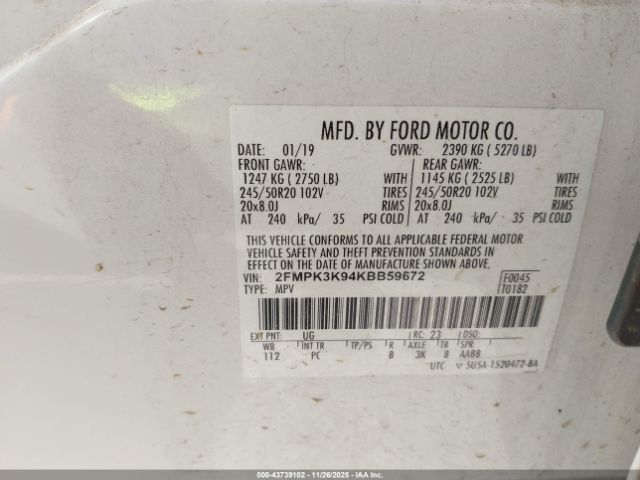 MFD. BY FORD MOTOR CO.
DATE: 01/19 GVWR: 2390 KG ( 5270 LB)
FRONT GAWR: REAR GAWR:
1247 KG ( 2750 LB) WITH 1145 KG ( 2525 LB) WITH
245/50R20 102V TIRES 245/50R20 102V TIRES
20x8.0J RIMS 20x8.0J RIMS
AT 240 kPa/ 35 PSI COLD AT 240 kPa/ 35 PSI COLD
THIS VEHICLE CONFORMS TO ALL APPLICABLE FEDERAL MOTOR
VEHICLE SAFETY AND THEFT PREVENTION STANDARDS IN
EFFECT ON THE DATE OF MANUFACTURE SHOWN ABOVE.
VIN: 2FMPK3K94KBB59672 F0045
TYPE: MPV T0182
EXT PNT: UG RC: 23 DSO:
WB INT TR TP/PS R AXLE TR SPR
112 PC B 3K 8 AA88
UTC 5U5A-1520472-BA
000-43739102 - 11/26/2025 - IAAI.COM